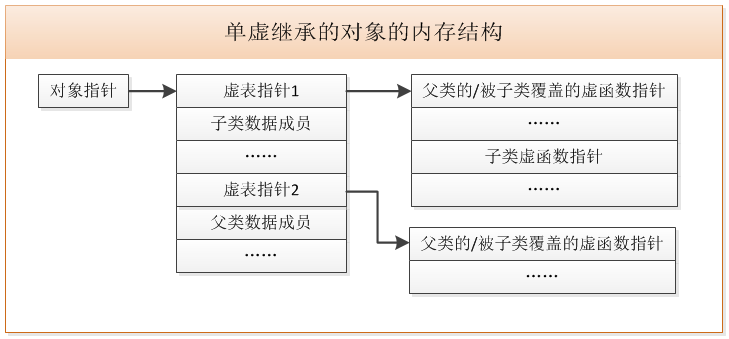 单虚继承的对象的内存结构
对象指针
虚表指针1
子类数据成员
……
虚表指针2
父类数据成员
……
父类的/被子类覆盖的虚函数指针
……
子类虚函数指针
……
父类的/被子类覆盖的虚函数指针
……